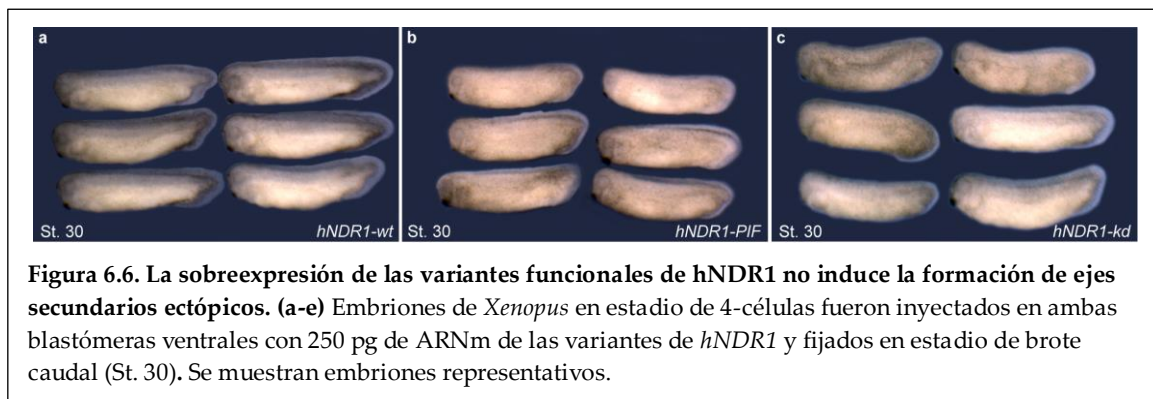 a
b
c
St. 30
hNDR1-wt
St. 30
hNDR1-PIF
St. 30
hNDR1-kd
Figura 6.6. La sobreexpresión de las variantes funcionales de hNDR1 no induce la formación de ejes
secundarios ectópicos. (a-e) Embriones de Xenopus en estadio de 4-células fueron inyectados en ambas
blastómeras ventrales con 250 pg de ARNm de las variantes de hNDR1 y fijados en estadio de brote
caudal (St. 30). Se muestran embriones representativos.